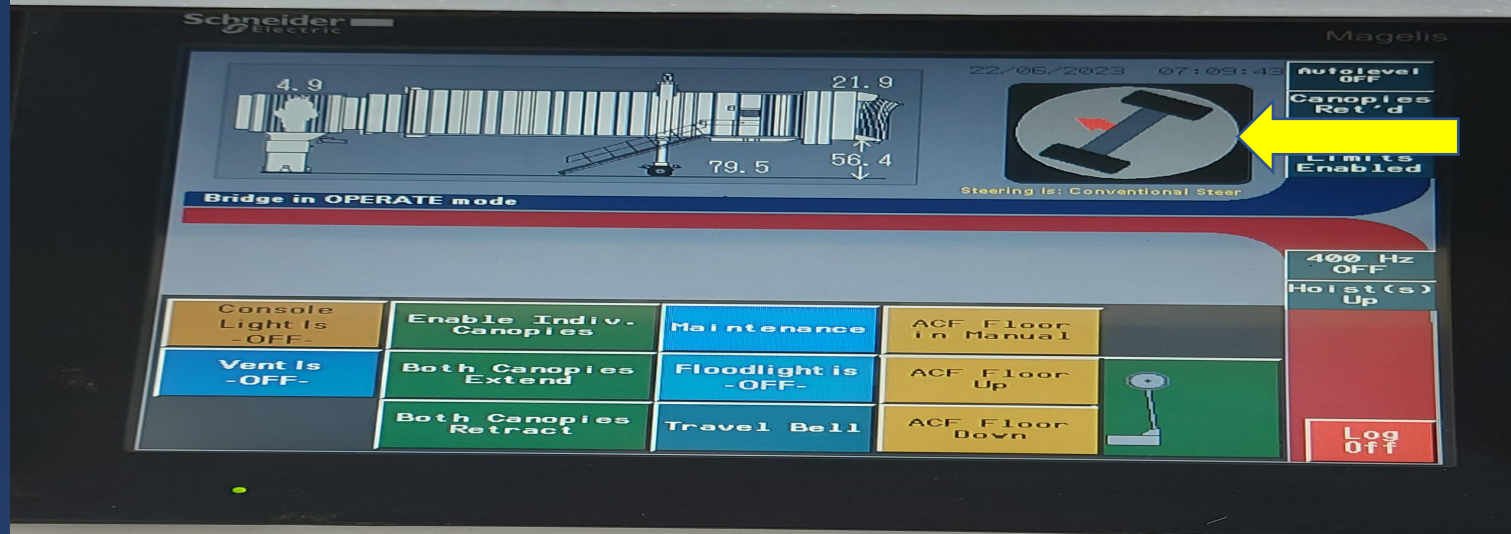 Schneider
Electric
Magelis
4.9
21.9
79.5
56.4
22/06/2023 07:09:43
Steering is: Conventional Steer
Autolevel
OFF
Canopies
Ret'd
Limits
Enabled
Bridge in OPERATE mode
400 Hz
OFF
Hoist(s)
Up
Console
Light Is
-OFF-
Enable Indiv.
Canopies
Maintenance
ACF Floor
in Manual
Vent Is
-OFF-
Both Canopies
Extend
Floodlight is
-OFF-
ACF Floor
Up
Both Canopies
Retract
Travel Bell
ACF Floor
Down
Log
Off